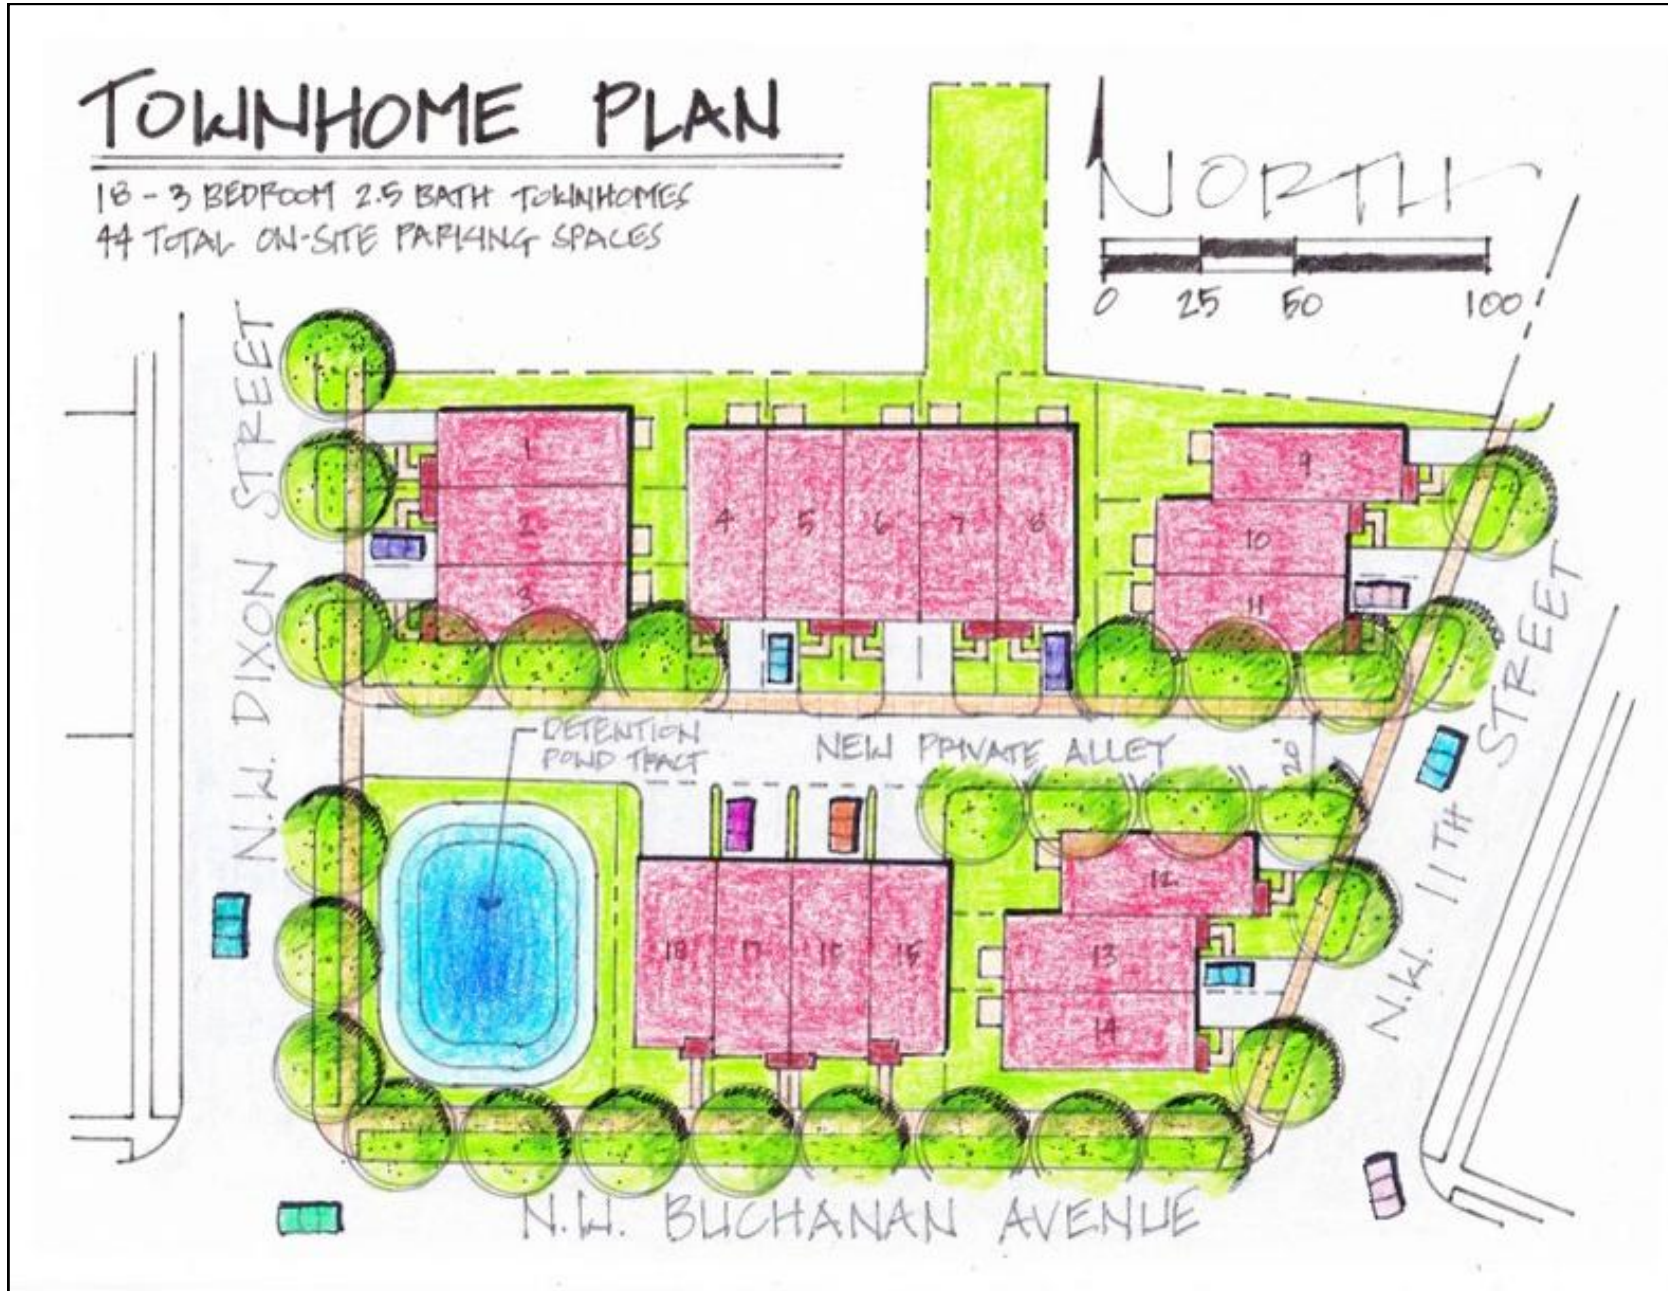 TOWNHOME PLAN
18 - 3 BEDROOM 2.5 BATH TOWNHOMES
44 TOTAL ON-SITE PARKING SPACES
NORTH
0 25 50 100
N.W. DIXON STREET
1
2
3
4 5 6 7 8
9
10
11
N.W. 11TH STREET
DETENTION
POND TRACT
NEW PRIVATE ALLEY
20'
12
13
14
18 17 16 15
N.W. BUCHANAN AVENUE